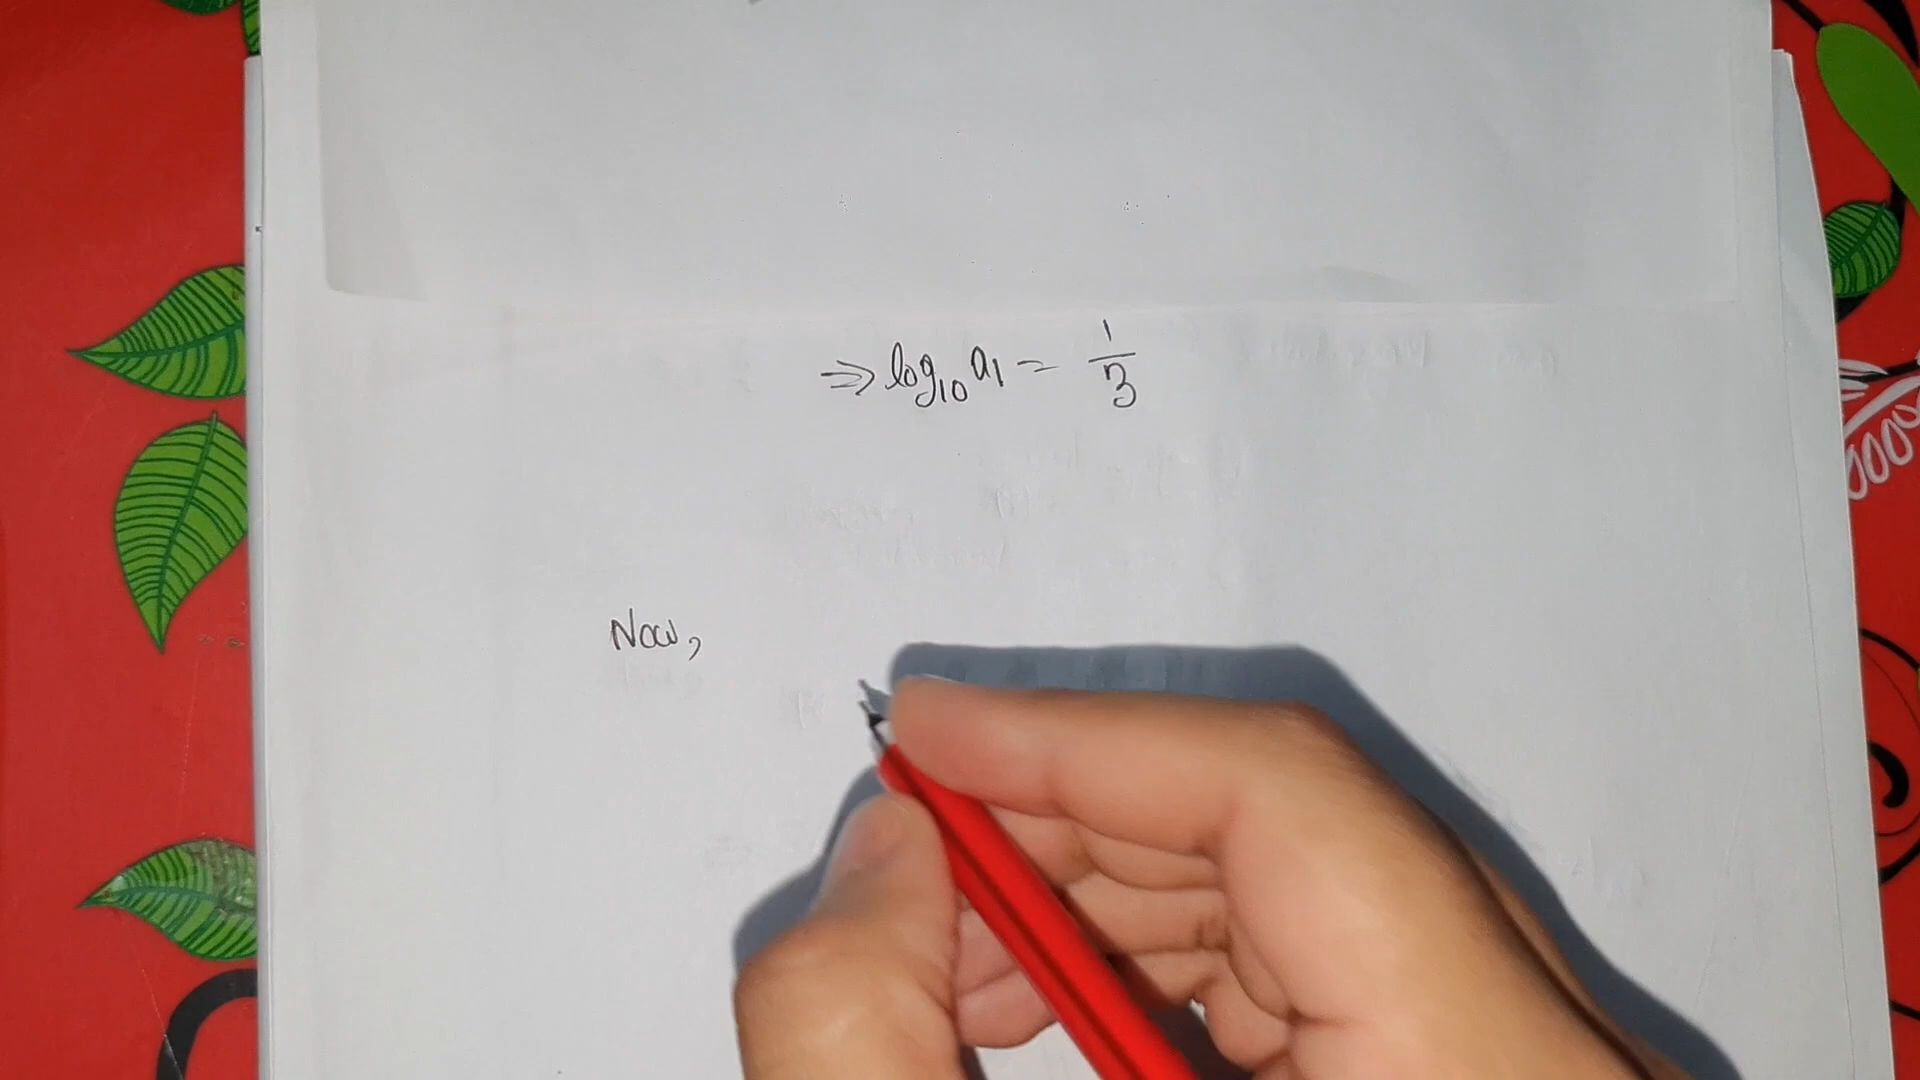 ⇒ log₁₀ a₁ = 1/3
Now,